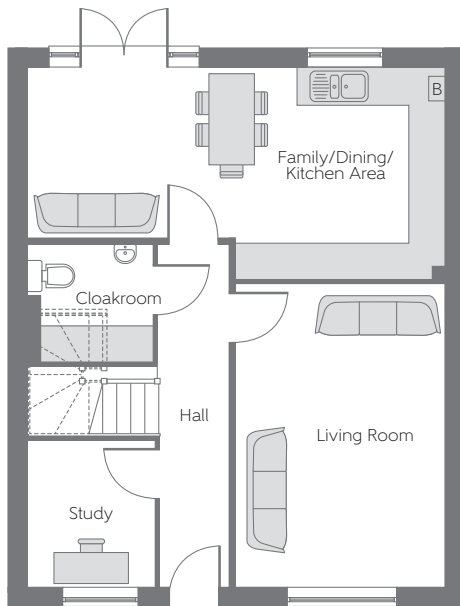 B
Family/Dining/
Kitchen Area
Cloakroom
Hall
Living Room
Study